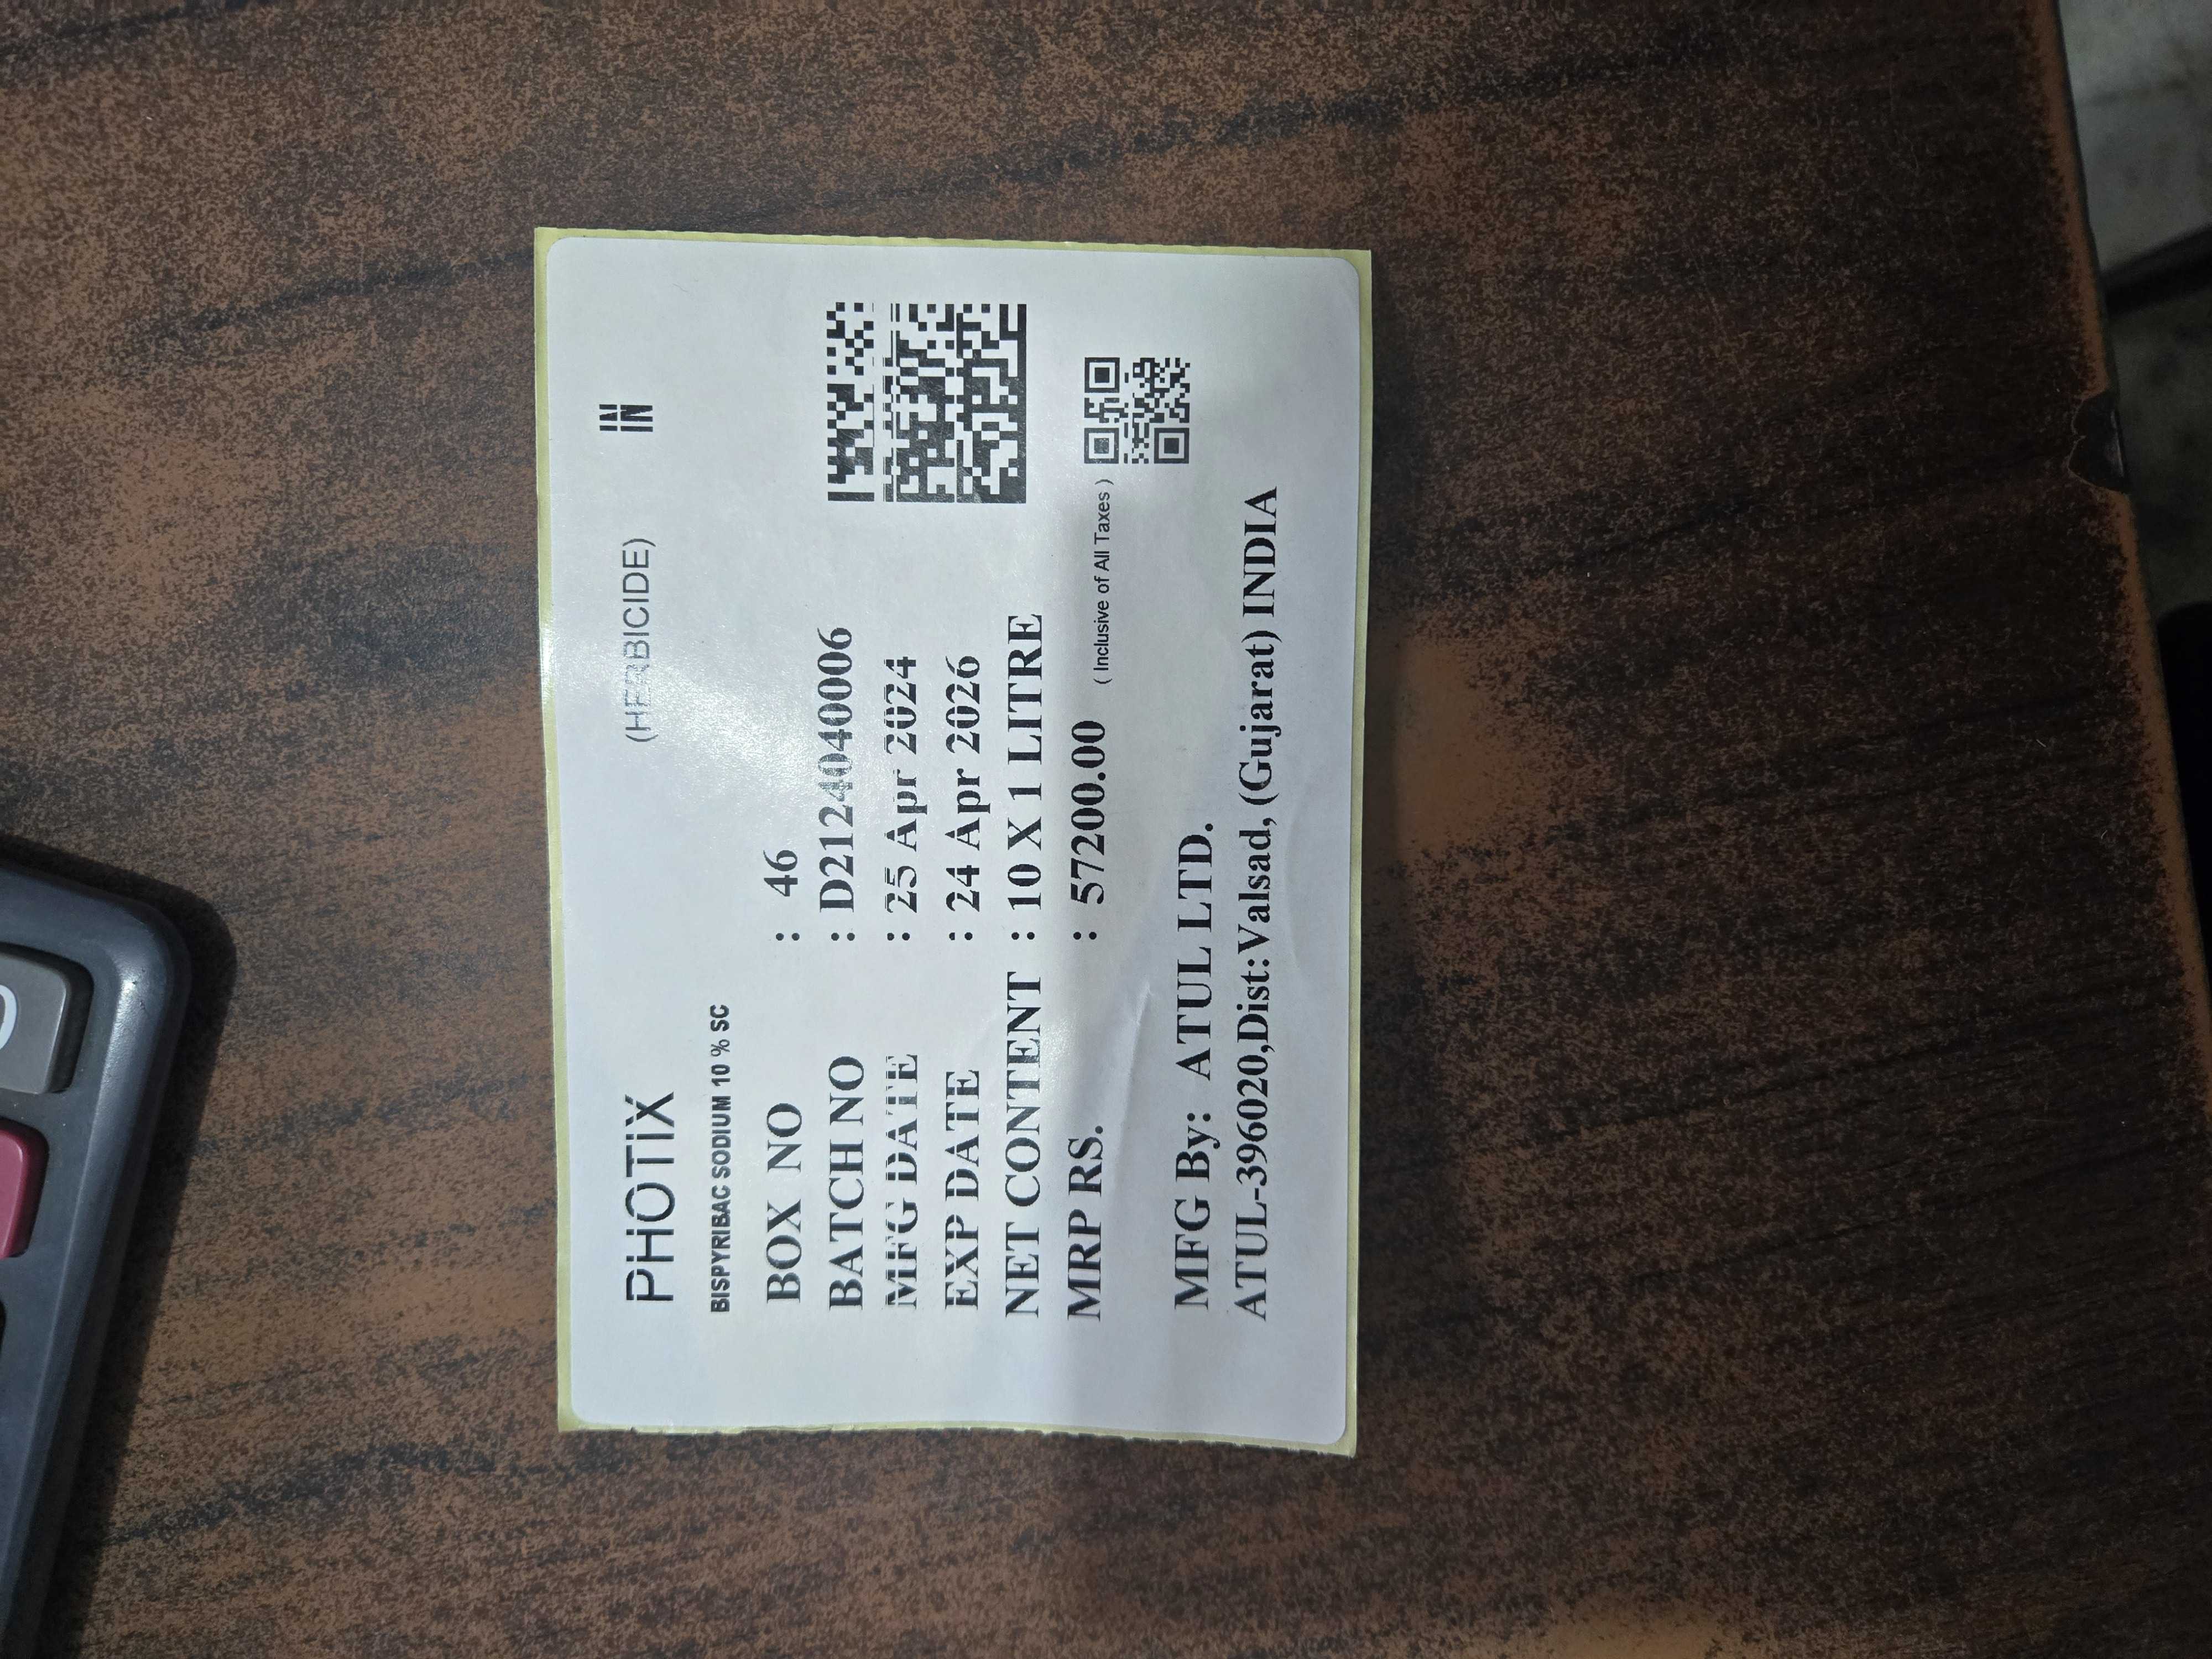 PHOTIX (HERBICIDE) IN
BISPYRIBAC SODIUM 10 % SC
BOX NO : 46
BATCH NO : D212404040006
MFG DATE : 25 Apr 2024
EXP DATE : 24 Apr 2026
NET CONTENT : 10 X 1 LITRE
MRP RS. : 57200.00 ( Inclusive of All Taxes )
MFG By: ATUL LTD.
ATUL-396020,Dist:Valsad, (Gujarat) INDIA